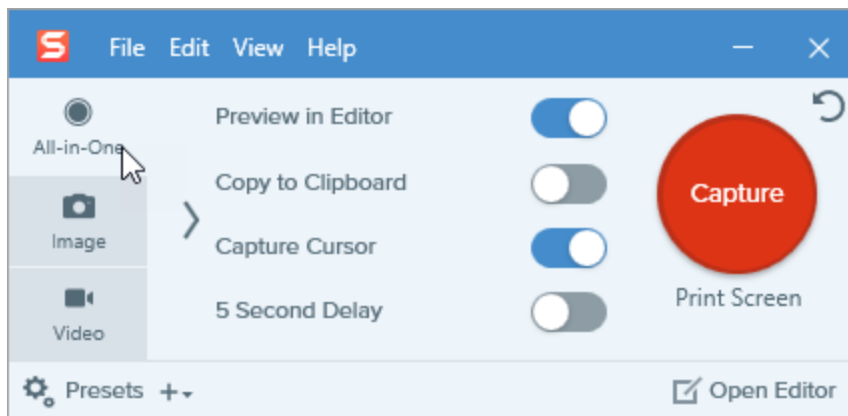 S File Edit View Help
All-in-One
Image
Video
Preview in Editor
Copy to Clipboard
Capture Cursor
5 Second Delay
Capture
Print Screen
Presets
Open Editor